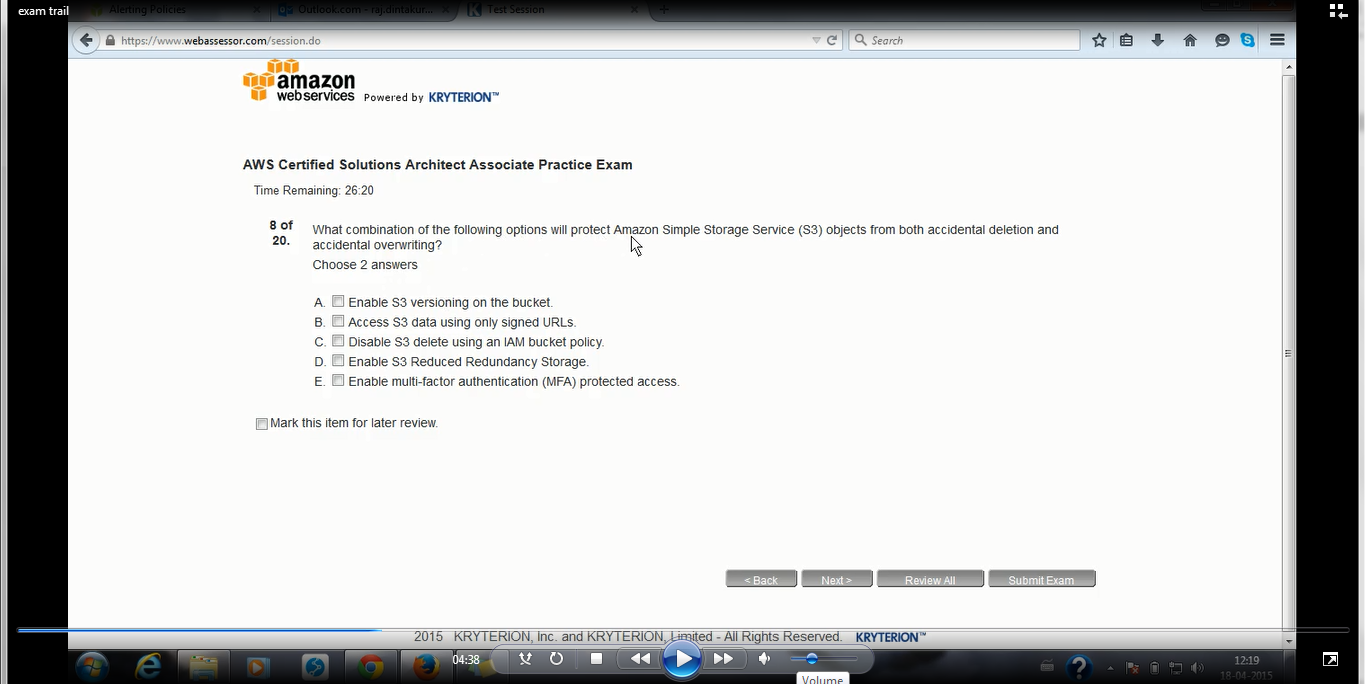 exam trail
Alerting Policies
Outlook.com - raj.dintakur...
Test Session
https://www.webassessor.com/session.do
Search
amazon
webservices
Powered by KRYTERION™
AWS Certified Solutions Architect Associate Practice Exam
Time Remaining: 26:20
8 of
20.
What combination of the following options will protect Amazon Simple Storage Service (S3) objects from both accidental deletion and
accidental overwriting?
Choose 2 answers
A. Enable S3 versioning on the bucket.
B. Access S3 data using only signed URLs.
C. Disable S3 delete using an IAM bucket policy.
D. Enable S3 Reduced Redundancy Storage.
E. Enable multi-factor authentication (MFA) protected access.
Mark this item for later review.
< Back
Next >
Review All
Submit Exam
2015 KRYTERION, Inc. and KRYTERION, Limited - All Rights Reserved. KRYTERION™
04:38
12:19
18-04-2015
Volume